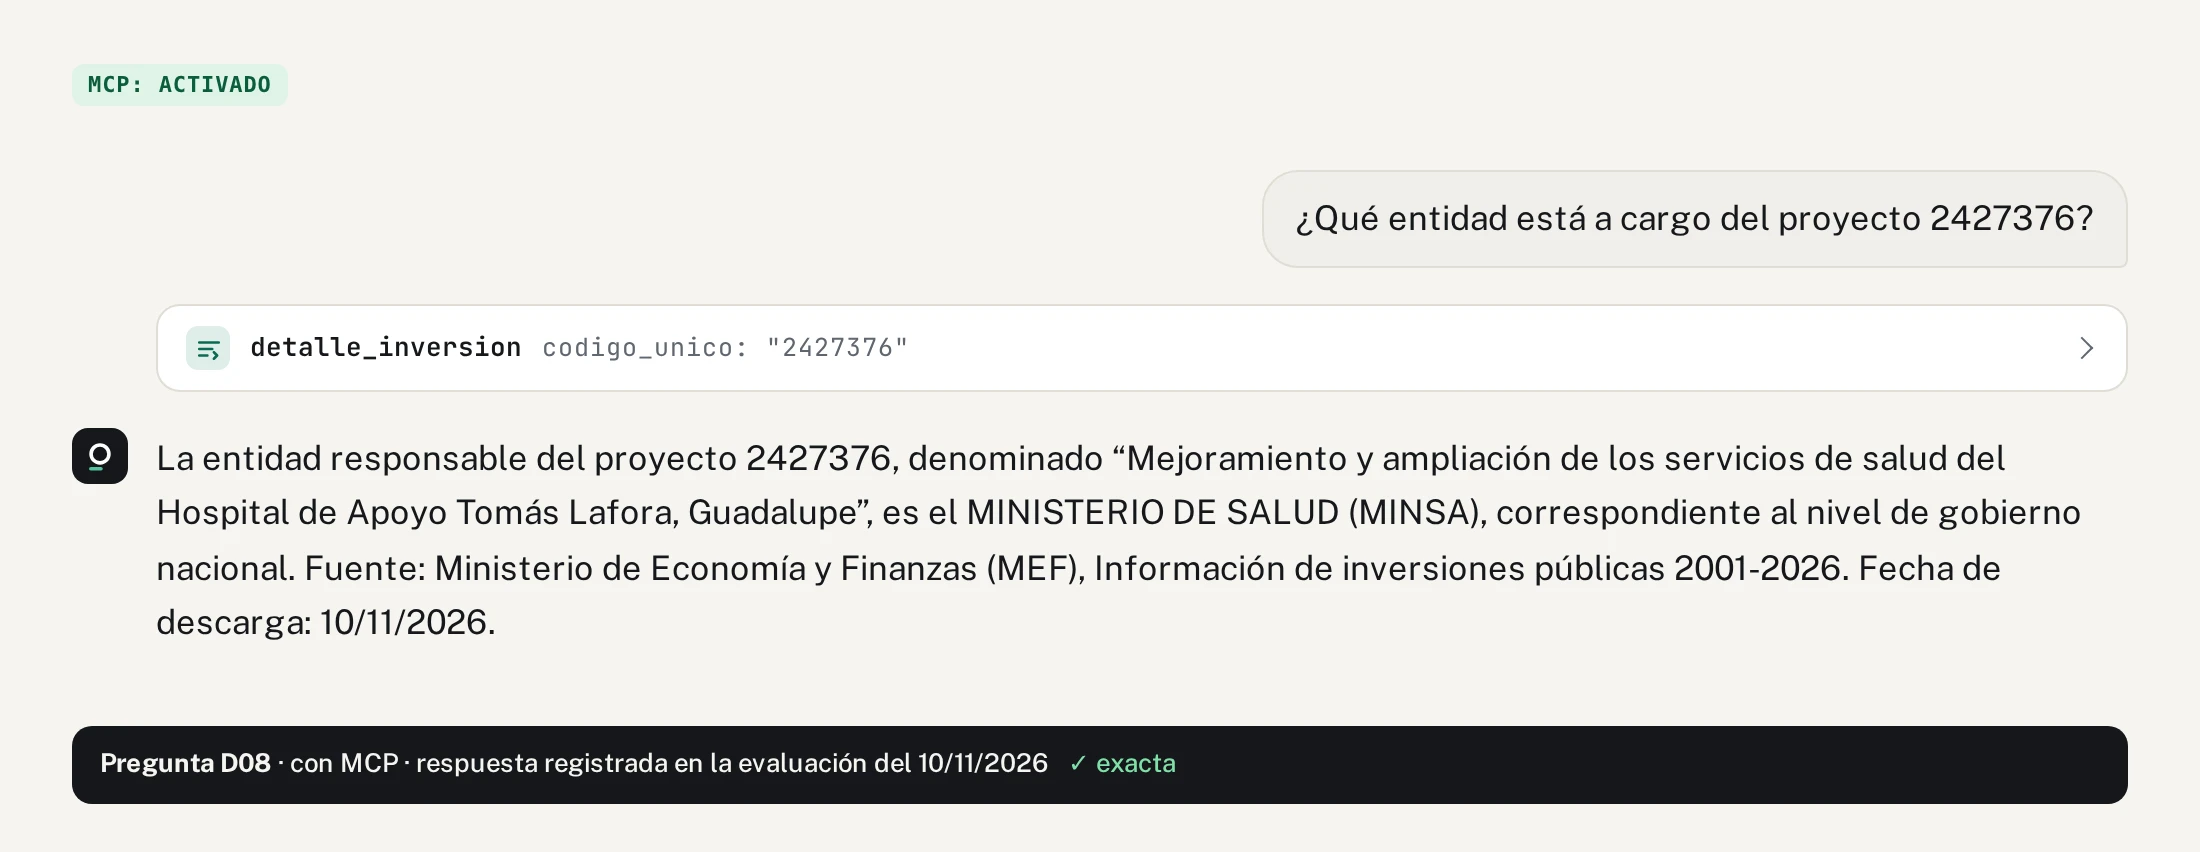 MCP: ACTIVADO
¿Qué entidad está a cargo del proyecto 2427376?
detalle_inversion codigo_unico: "2427376"
La entidad responsable del proyecto 2427376, denominado “Mejoramiento y ampliación de los servicios de salud del
Hospital de Apoyo Tomás Lafora, Guadalupe”, es el MINISTERIO DE SALUD (MINSA), correspondiente al nivel de gobierno
nacional. Fuente: Ministerio de Economía y Finanzas (MEF), Información de inversiones públicas 2001-2026. Fecha de
descarga: 10/11/2026.
Pregunta D08 · con MCP · respuesta registrada en la evaluación del 10/11/2026 ✓ exacta